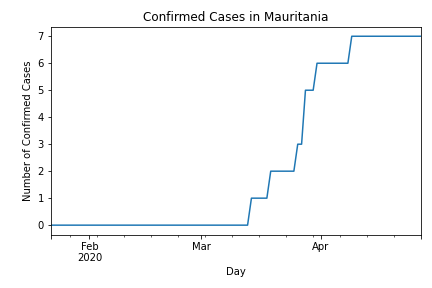 Confirmed Cases in Mauritania
Number of Confirmed Cases
7
6
5
4
3
2
1
0
Feb
2020
Mar
Apr
Day